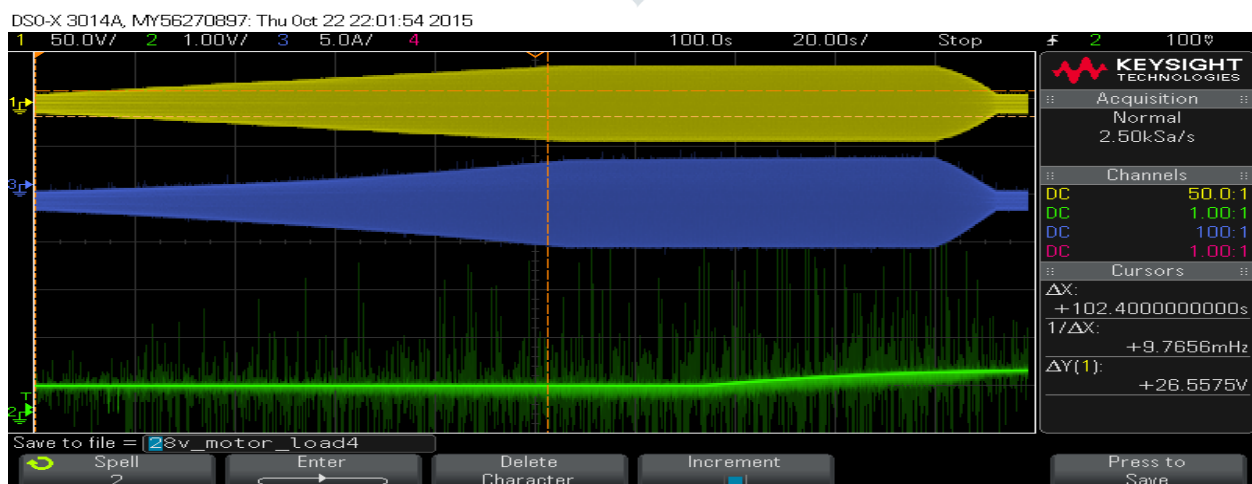 DSO-X 3014A, MY56270897: Thu Oct 22 22:01:54 2015
1 50.0V/ 2 1.00V/ 3 5.0A/ 4 100.0s 20.00s/ Stop 2 100
KEYSIGHT
TECHNOLOGIES
Acquisition
Normal
2.50kSa/s
Channels
DC 50.0:1
DC 1.00:1
DC 100:1
DC 1.00:1
Cursors
ΔX:
+102.4000000000s
1/ΔX:
+9.7656mHz
ΔY(1):
+26.5575V
1
3
T
2
Save to file = 28v_motor_load4
Spell Enter Delete Increment Press to
2 Character Save